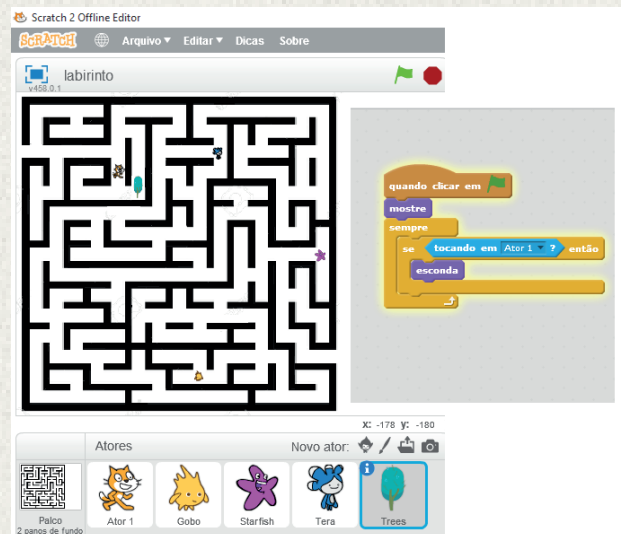 Scratch 2 Offline Editor
SCRATCH Arquivo Editar Dicas Sobre
labirinto
v458.0.1
quando clicar em
mostre
sempre
se tocando em Ator 1 ? então
esconda
x: -178 y: -180
Atores Novo ator:
Palco
2 panos de fundo
Ator 1
Gobo
Starfish
Tera
Trees